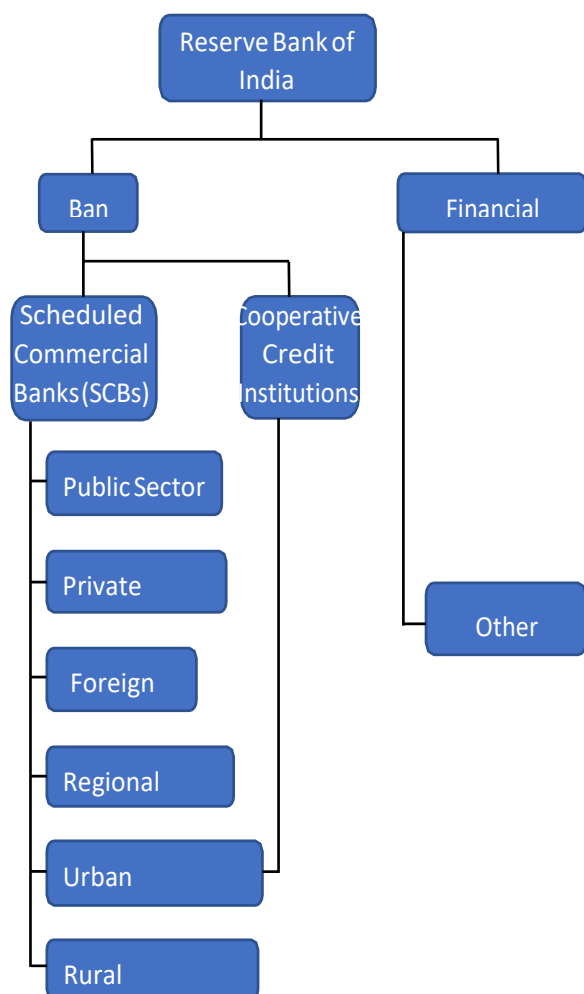 Reserve Bank of
India
Ban
Financial
Scheduled
Commercial
Banks(SCBs)
Cooperative
Credit
Institutions
Public Sector
Private
Other
Foreign
Regional
Urban
Rural